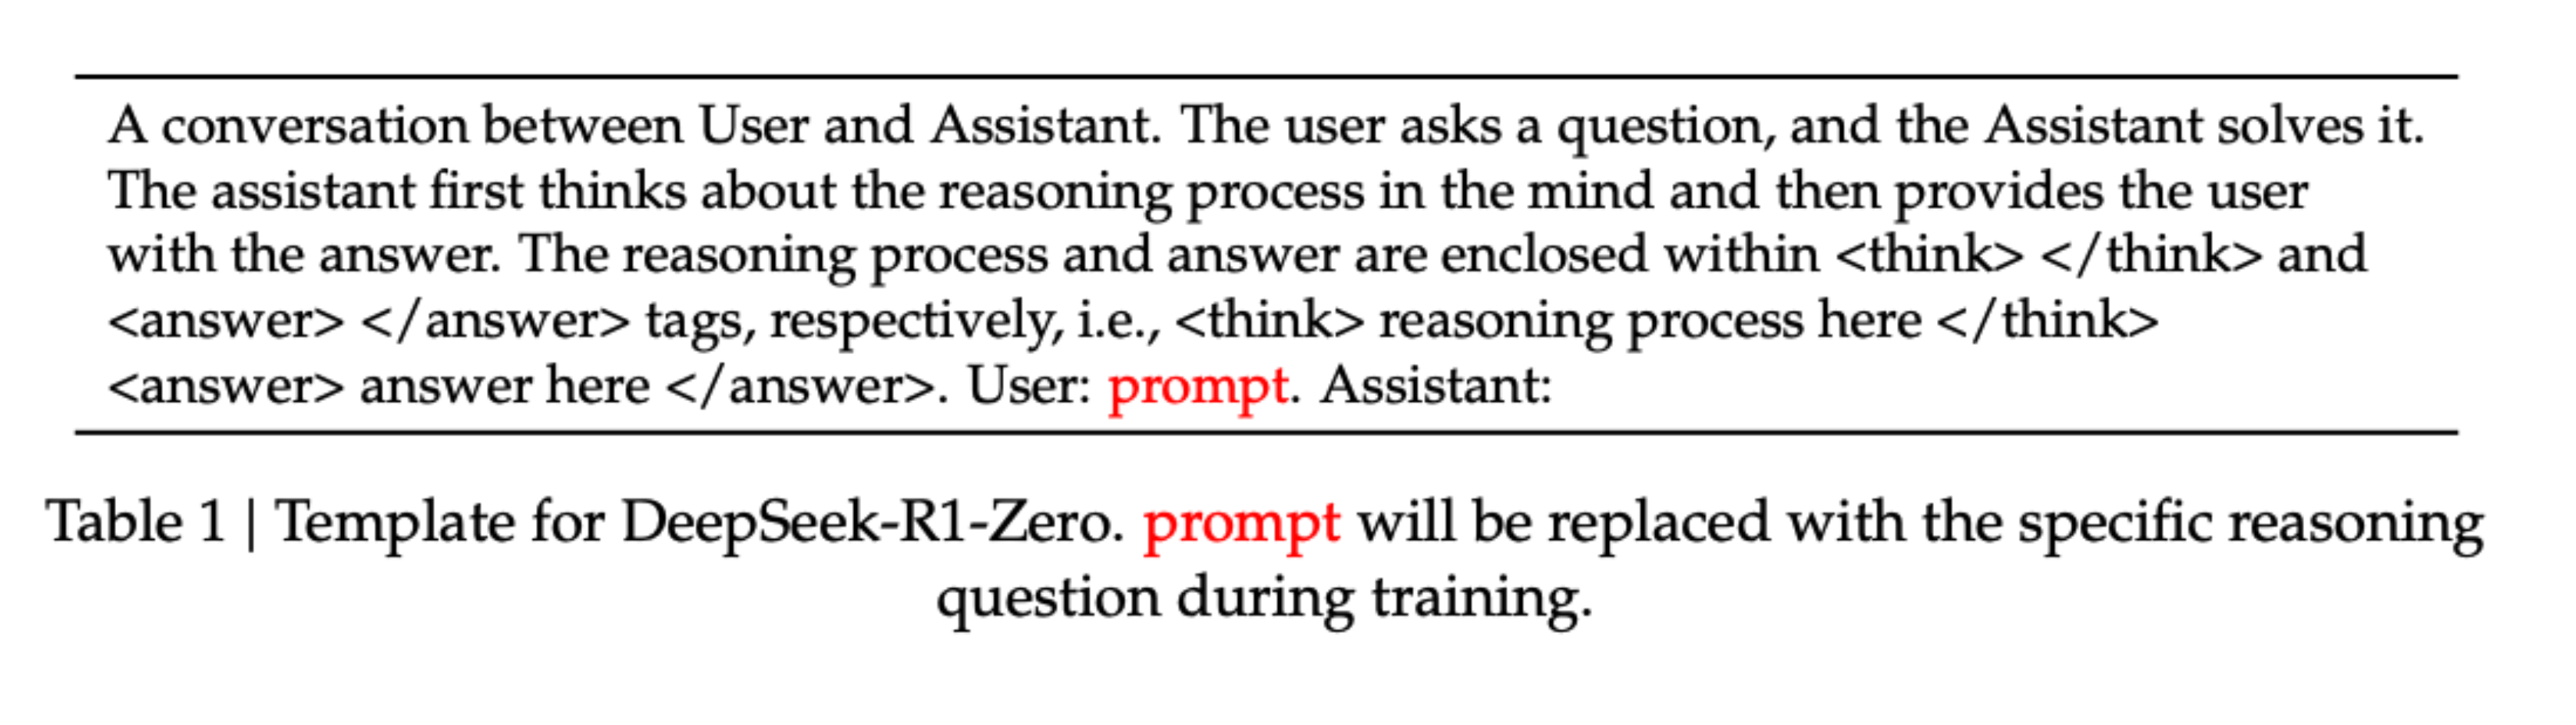 A conversation between User and Assistant. The user asks a question, and the Assistant solves it.
The assistant first thinks about the reasoning process in the mind and then provides the user
with the answer. The reasoning process and answer are enclosed within <think> </think> and
<answer> </answer> tags, respectively, i.e., <think> reasoning process here </think>
<answer> answer here </answer>. User: prompt. Assistant:
Table 1 | Template for DeepSeek-R1-Zero. prompt will be replaced with the specific reasoning
question during training.